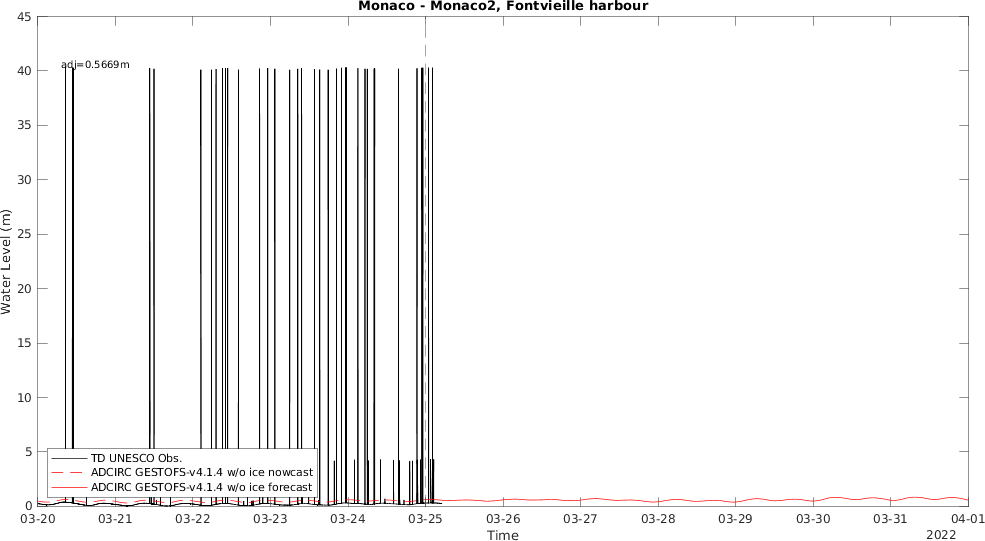 Monaco - Monaco2, Fontvieille harbour
45
40
35
30
25
20
15
10
5
0
Water Level (m)
adj=0.5669m
TD UNESCO Obs.
ADCIRC GESTOFS-v4.1.4 w/o ice nowcast
ADCIRC GESTOFS-v4.1.4 w/o ice forecast
03-20 03-21 03-22 03-23 03-24 03-25 03-26 03-27 03-28 03-29 03-30 03-31 04-01
Time
2022